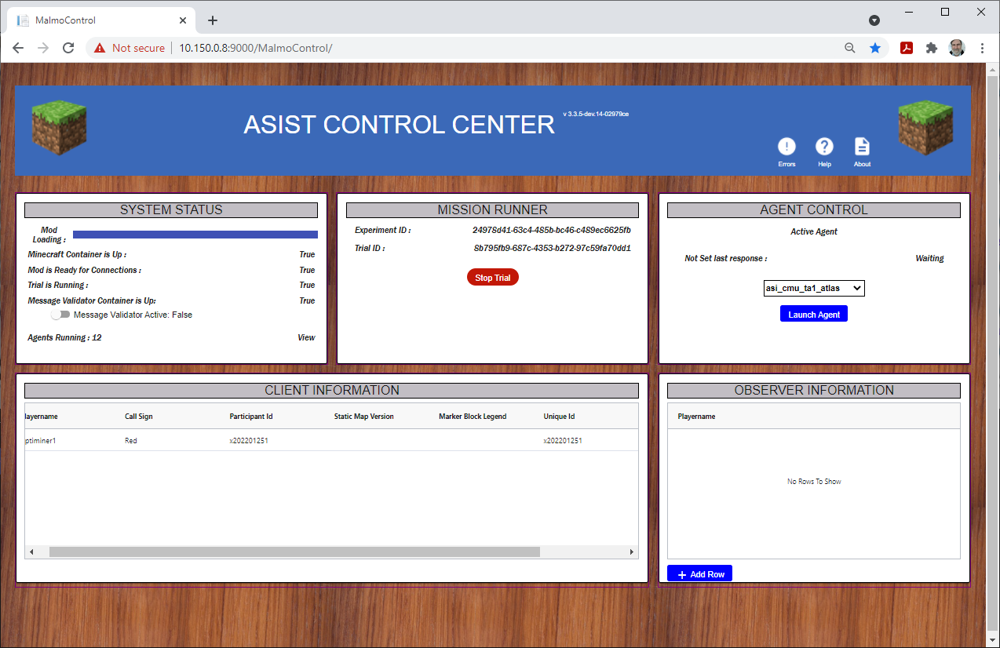 MalmoControl
Not secure
10.150.0.8:9000/MalmoControl/
ASIST CONTROL CENTER
v 3.3.5-dev.14-02979ce
Errors
Help
About
SYSTEM STATUS
Mod
Loading :
Minecraft Container is Up :
True
Mod is Ready for Connections :
True
Trial is Running :
True
Message Validator Container is Up:
True
Message Validator Active: False
Agents Running : 12
View
MISSION RUNNER
Experiment ID :
24978d41-63c4-485b-bc46-c489ec6625fb
Trial ID :
8b795fb9-687c-4353-b272-97c59fa70dd1
Stop Trial
AGENT CONTROL
Active Agent
Not Set last response :
Waiting
asi_cmu_ta1_atlas
Launch Agent
CLIENT INFORMATION
layername
Call Sign
Participant Id
Static Map Version
Marker Block Legend
Unique Id
ptiminer1
Red
x202201251
x202201251
OBSERVER INFORMATION
Playername
No Rows To Show
+ Add Row